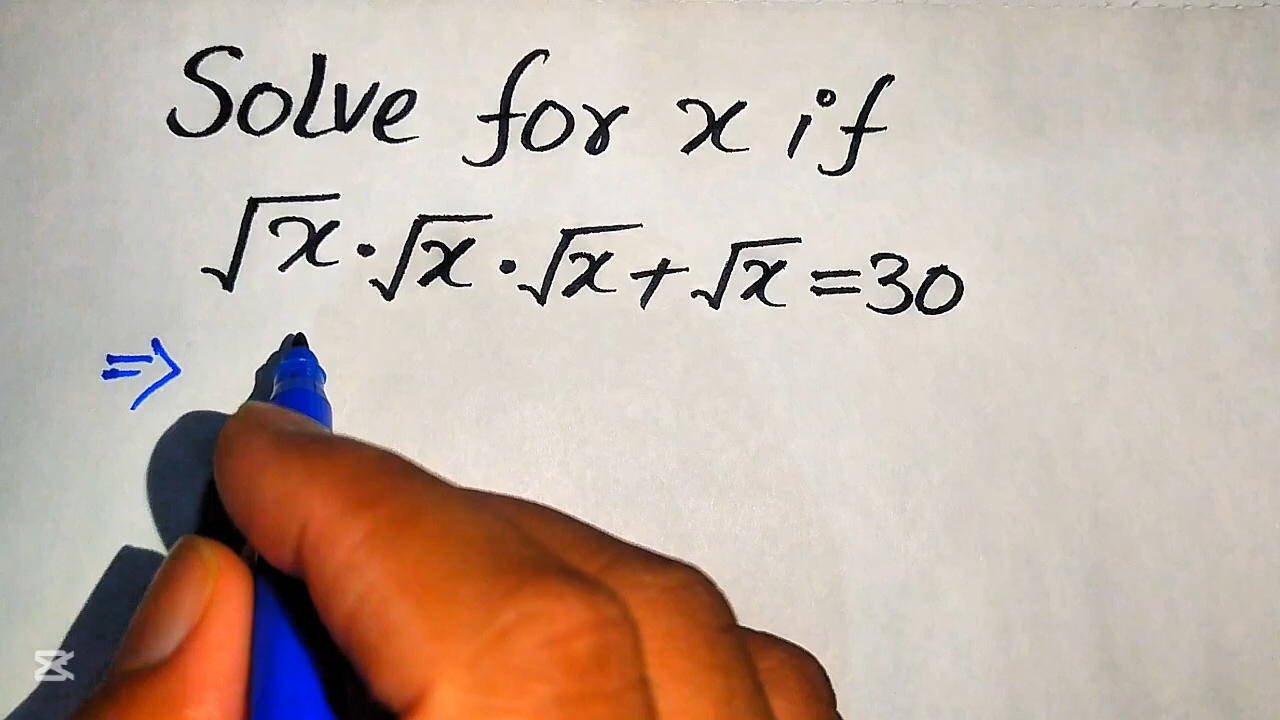 Solve for x if
√x·√x·√x+√x=30
⇒